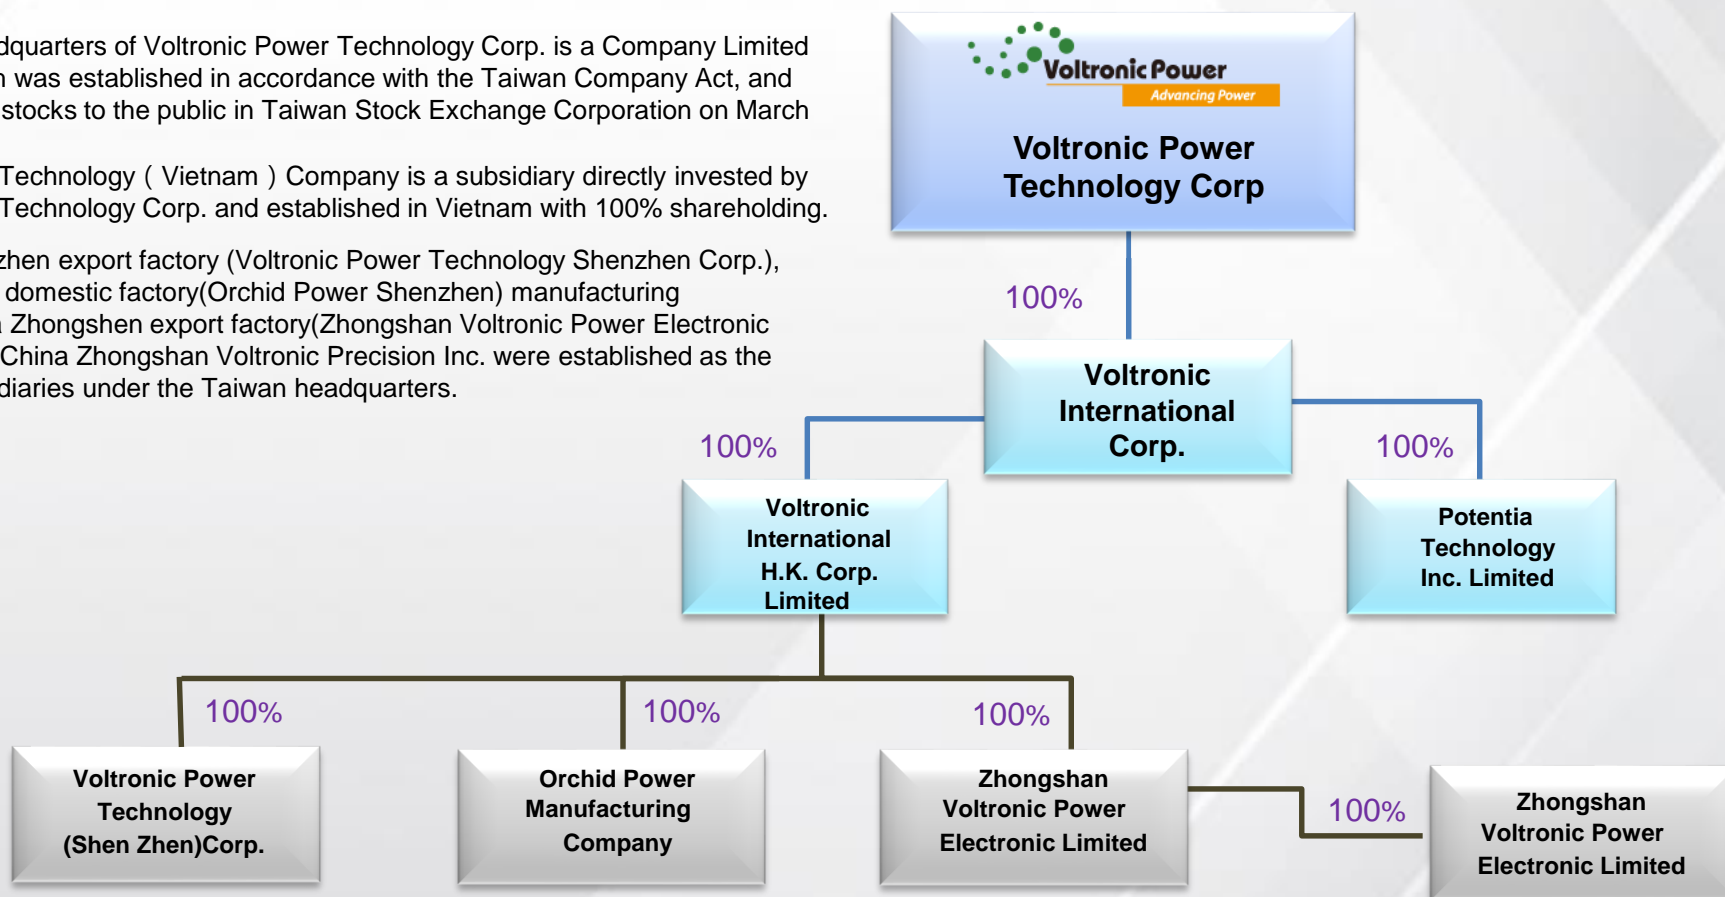 dquarters of Voltronic Power Technology Corp. is a Company Limited
was established in accordance with the Taiwan Company Act, and
stocks to the public in Taiwan Stock Exchange Corporation on March
Technology ( Vietnam ) Company is a subsidiary directly invested by
Technology Corp. and established in Vietnam with 100% shareholding.
zhen export factory (Voltronic Power Technology Shenzhen Corp.),
domestic factory(Orchid Power Shenzhen) manufacturing
Zhongshen export factory(Zhongshan Voltronic Power Electronic
China Zhongshan Voltronic Precision Inc. were established as the
diaries under the Taiwan headquarters.
Voltronic Power
Advancing Power
Voltronic Power
Technology Corp
100%
Voltronic
International
Corp.
100%
100%
Voltronic
International
H.K. Corp.
Limited
Potentia
Technology
Inc. Limited
100%
100%
100%
Voltronic Power
Technology
(Shen Zhen)Corp.
Orchid Power
Manufacturing
Company
Zhongshan
Voltronic Power
Electronic Limited
100%
Zhongshan
Voltronic Power
Electronic Limited